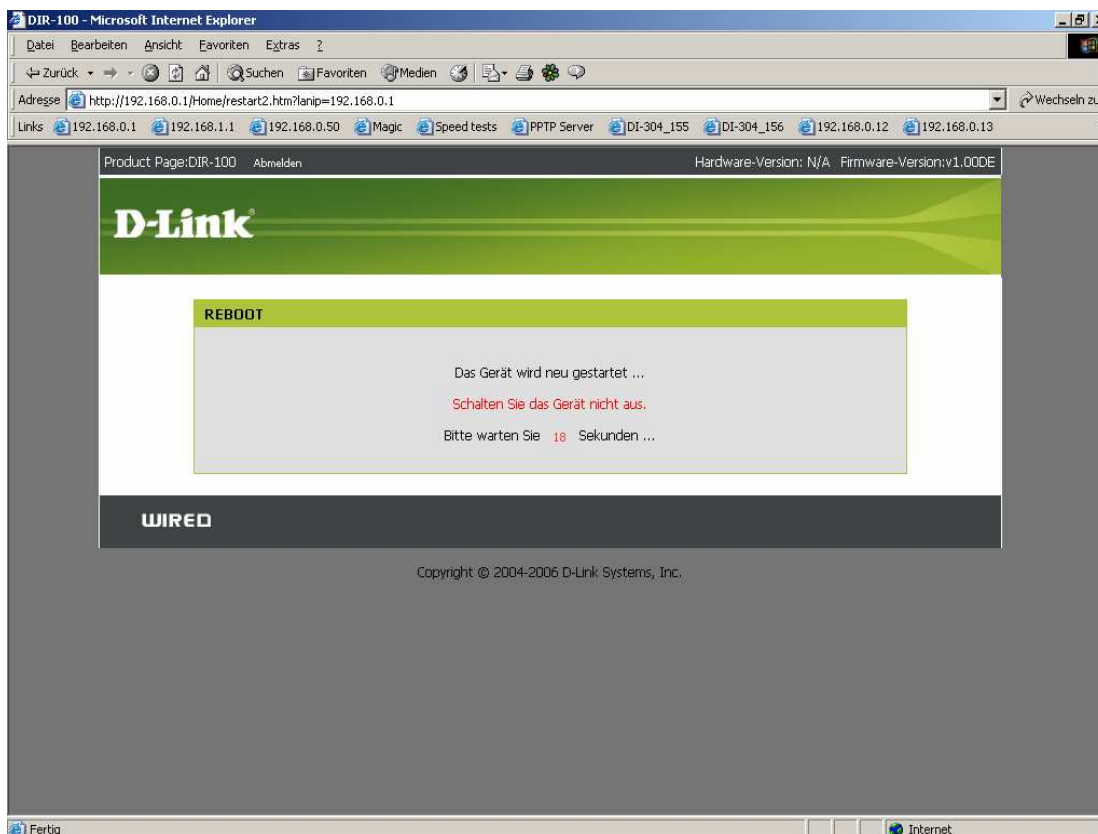 DIR-100 - Microsoft Internet Explorer
Datei Bearbeiten Ansicht Favoriten Extras ?
Zurück Suchen Favoriten Medien
Adresse http://192.168.0.1/Home/restart2.htm?lanip=192.168.0.1 Wechseln zu
Links 192.168.0.1 192.168.1.1 192.168.0.50 Magic Speed tests PPTP Server DI-304_155 DI-304_156 192.168.0.12 192.168.0.13
Product Page:DIR-100 Abmelden Hardware-Version: N/A Firmware-Version:v1.00DE
D-Link®
REBOOT
Das Gerät wird neu gestartet ...
Schalten Sie das Gerät nicht aus.
Bitte warten Sie 18 Sekunden ...
WIRED
Copyright © 2004-2006 D-Link Systems, Inc.
Fertig Internet